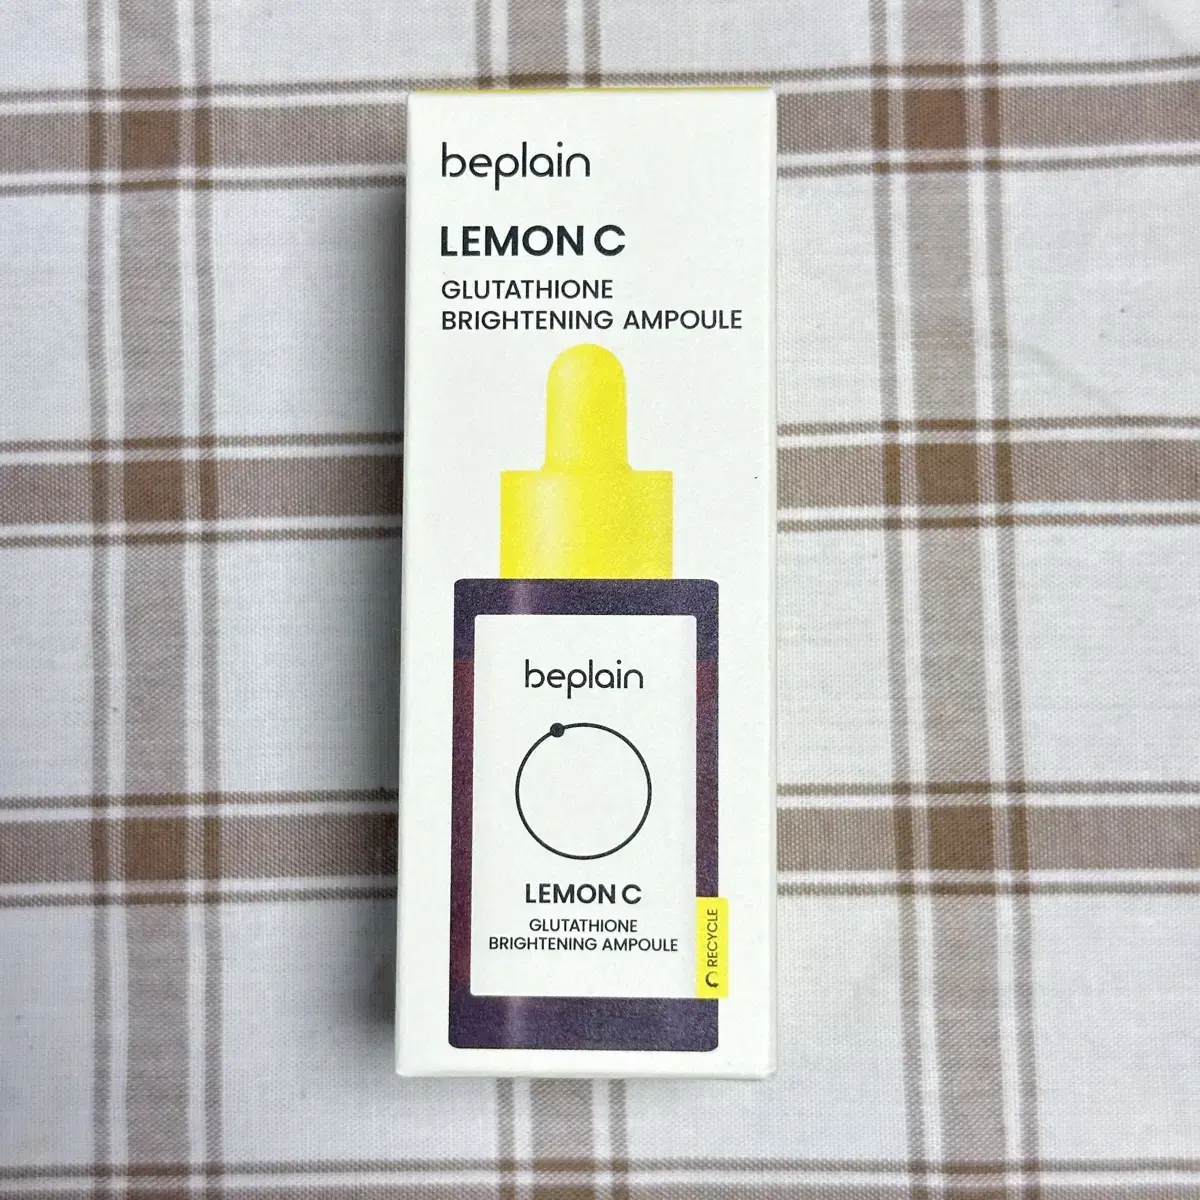 beplain
LEMON C
GLUTATHIONE
BRIGHTENING AMPOULE
beplain
LEMON C
GLUTATHIONE
BRIGHTENING AMPOULE
RECYCLE